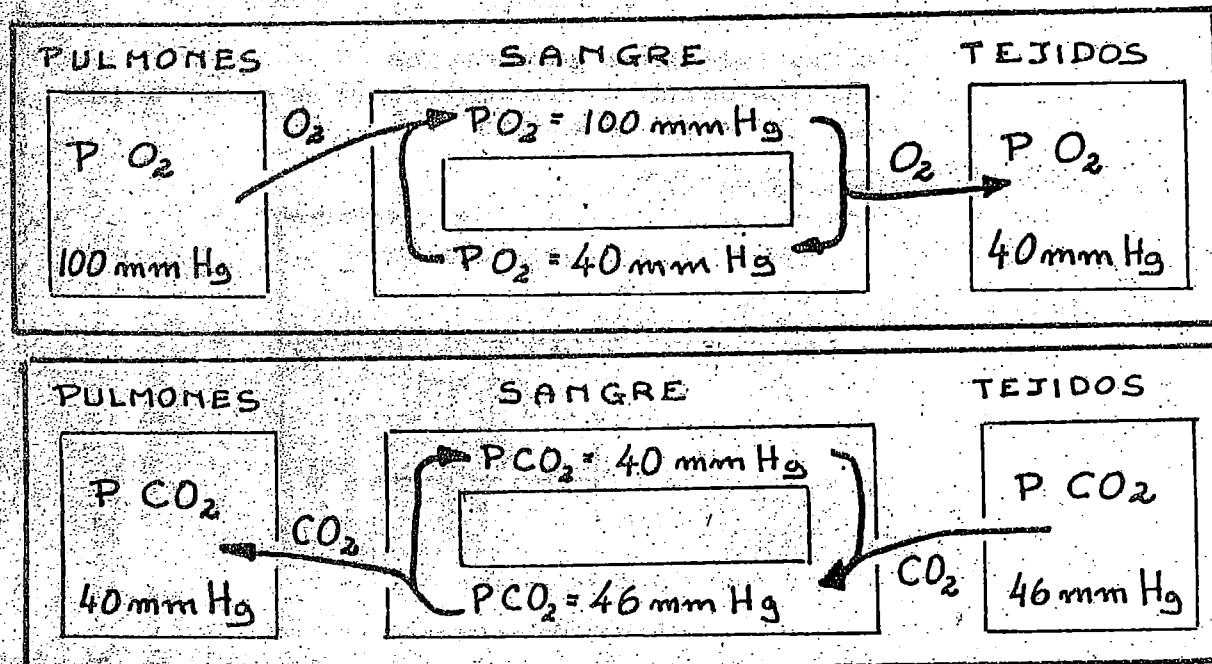 PULMONES SANGRE TEJIDOS
O₂ PO₂ = 100 mm Hg
P O₂ O₂ P O₂
100 mm Hg PO₂ = 40 mm Hg 40 mm Hg
PULMONES SANGRE TEJIDOS
PCO₂ = 40 mm Hg
P CO₂ P CO₂
CO₂ CO₂
40 mm Hg PCO₂ = 46 mm Hg 46 mm Hg